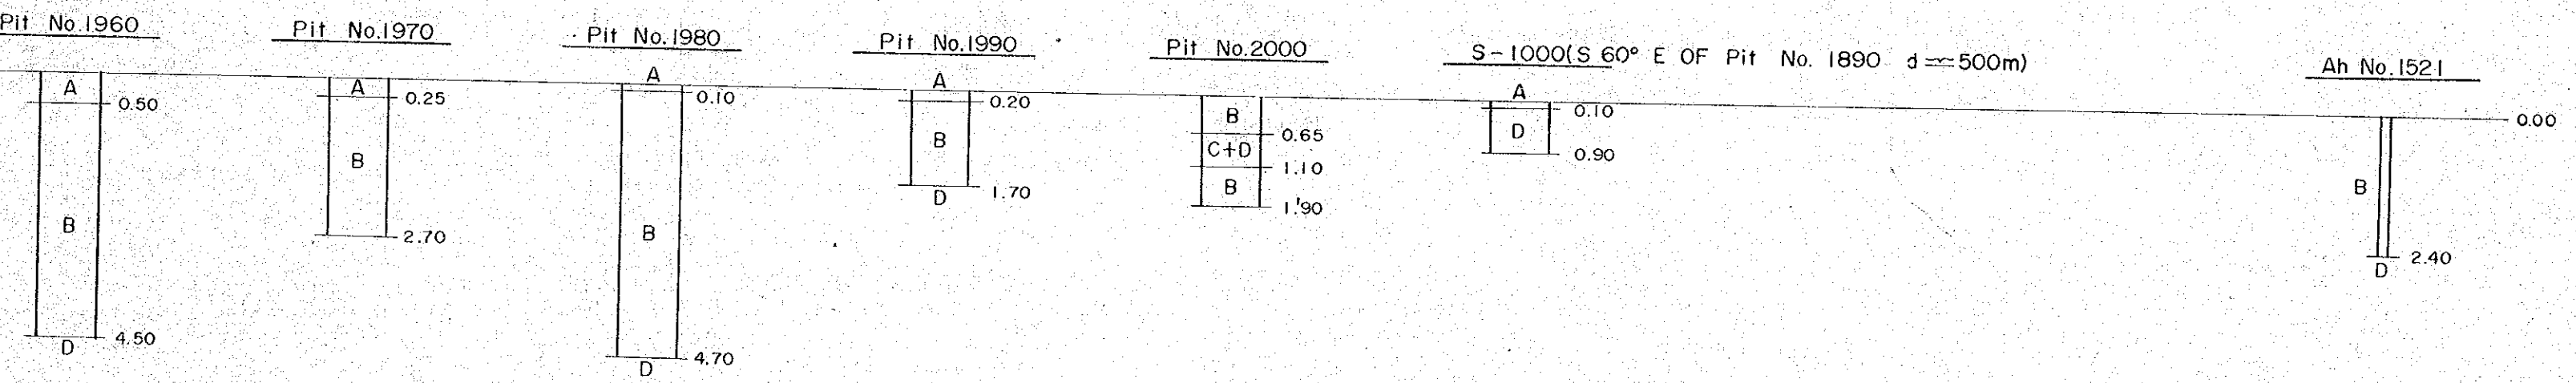 Pit No.1960
A
0.50
B
4.50
D
Pit No.1970
A
0.25
B
2.70
Pit No.1980
A
0.10
B
4.70
D
Pit No.1990
A
0.20
B
1.70
D
Pit No.2000
B
0.65
C+D
1.10
B
1.90
S-1000(S 60° E OF Pit No. 1890 d≃500m)
A
0.10
D
0.90
Ah No.1521
0.00
B
2.40
D